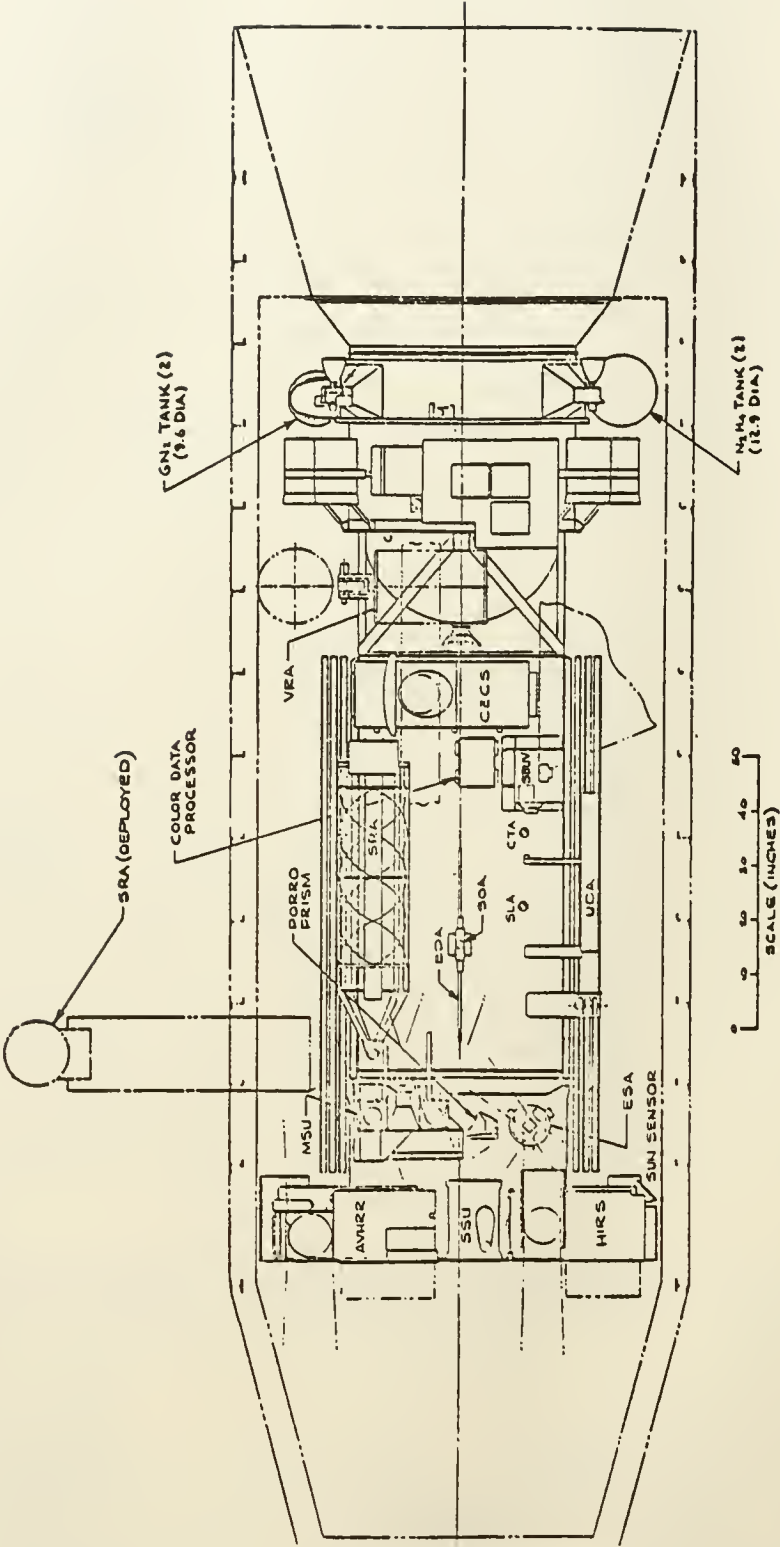 GN₂ TANK (2)
(9.6 DIA)
N₂H₄ TANK (2)
(12.9 DIA)
VRA
CZCS
COLOR DATA
PROCESSOR
SRA (DEPLOYED)
SRA
SBUV
CTA
SLA
UCA
PORRO
PRISM
SOA
MSU
ESA
SUN SENSOR
AVHRR
SSU
HIRS
0 10 20 30 40 50
SCALE (INCHES)